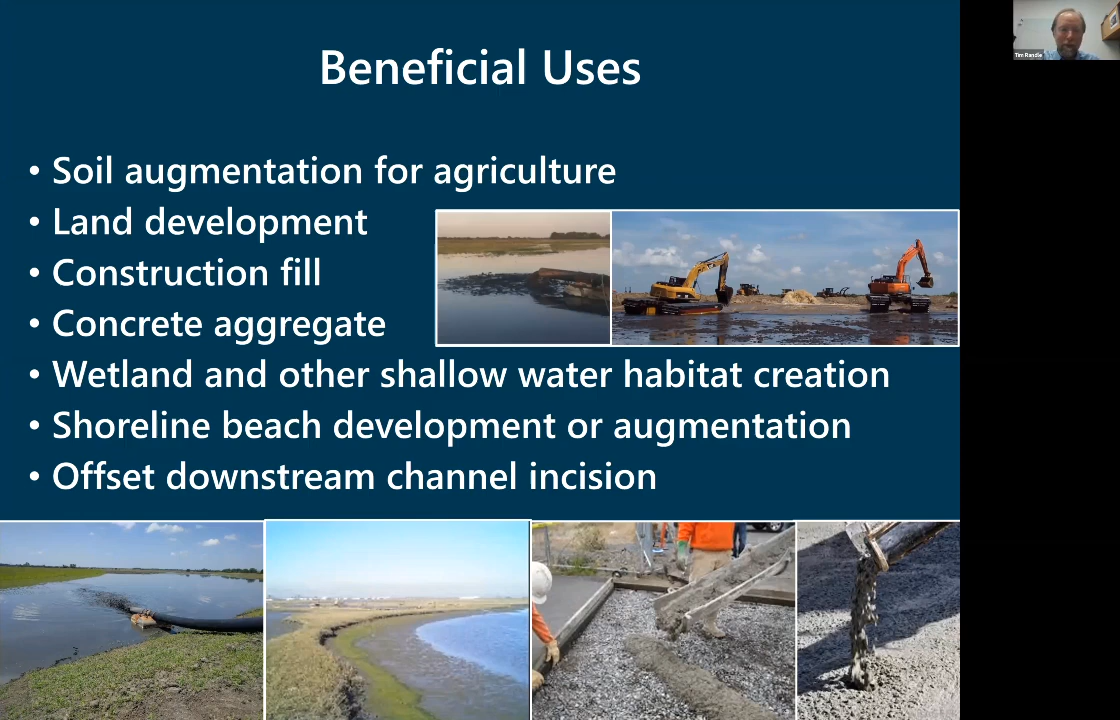 Beneficial Uses
• Soil augmentation for agriculture
• Land development
• Construction fill
• Concrete aggregate
• Wetland and other shallow water habitat creation
• Shoreline beach development or augmentation
• Offset downstream channel incision
Tim Randle